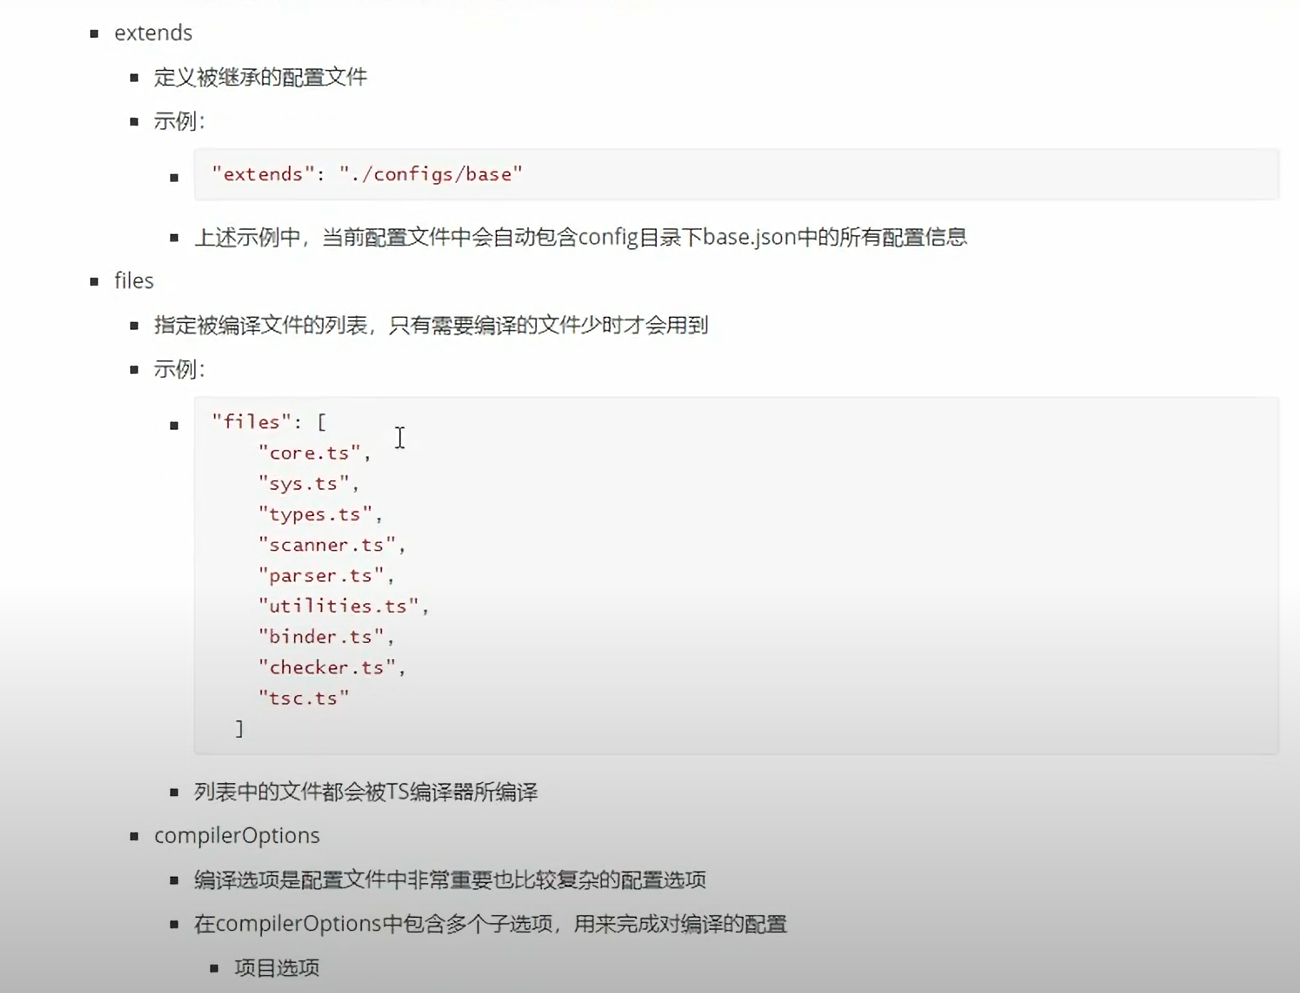 extends
定义被继承的配置文件
示例：
"extends": "./configs/base"
上述示例中，当前配置文件中会自动包含config目录下base.json中的所有配置信息
files
指定被编译文件的列表，只有需要编译的文件少时才会用到
示例：
"files": [
"core.ts",
"sys.ts",
"types.ts",
"scanner.ts",
"parser.ts",
"utilities.ts",
"binder.ts",
"checker.ts",
"tsc.ts"
]
列表中的文件都会被TS编译器所编译
compilerOptions
编译选项是配置文件中非常重要也比较复杂的配置选项
在compilerOptions中包含多个子选项，用来完成对编译的配置
项目选项